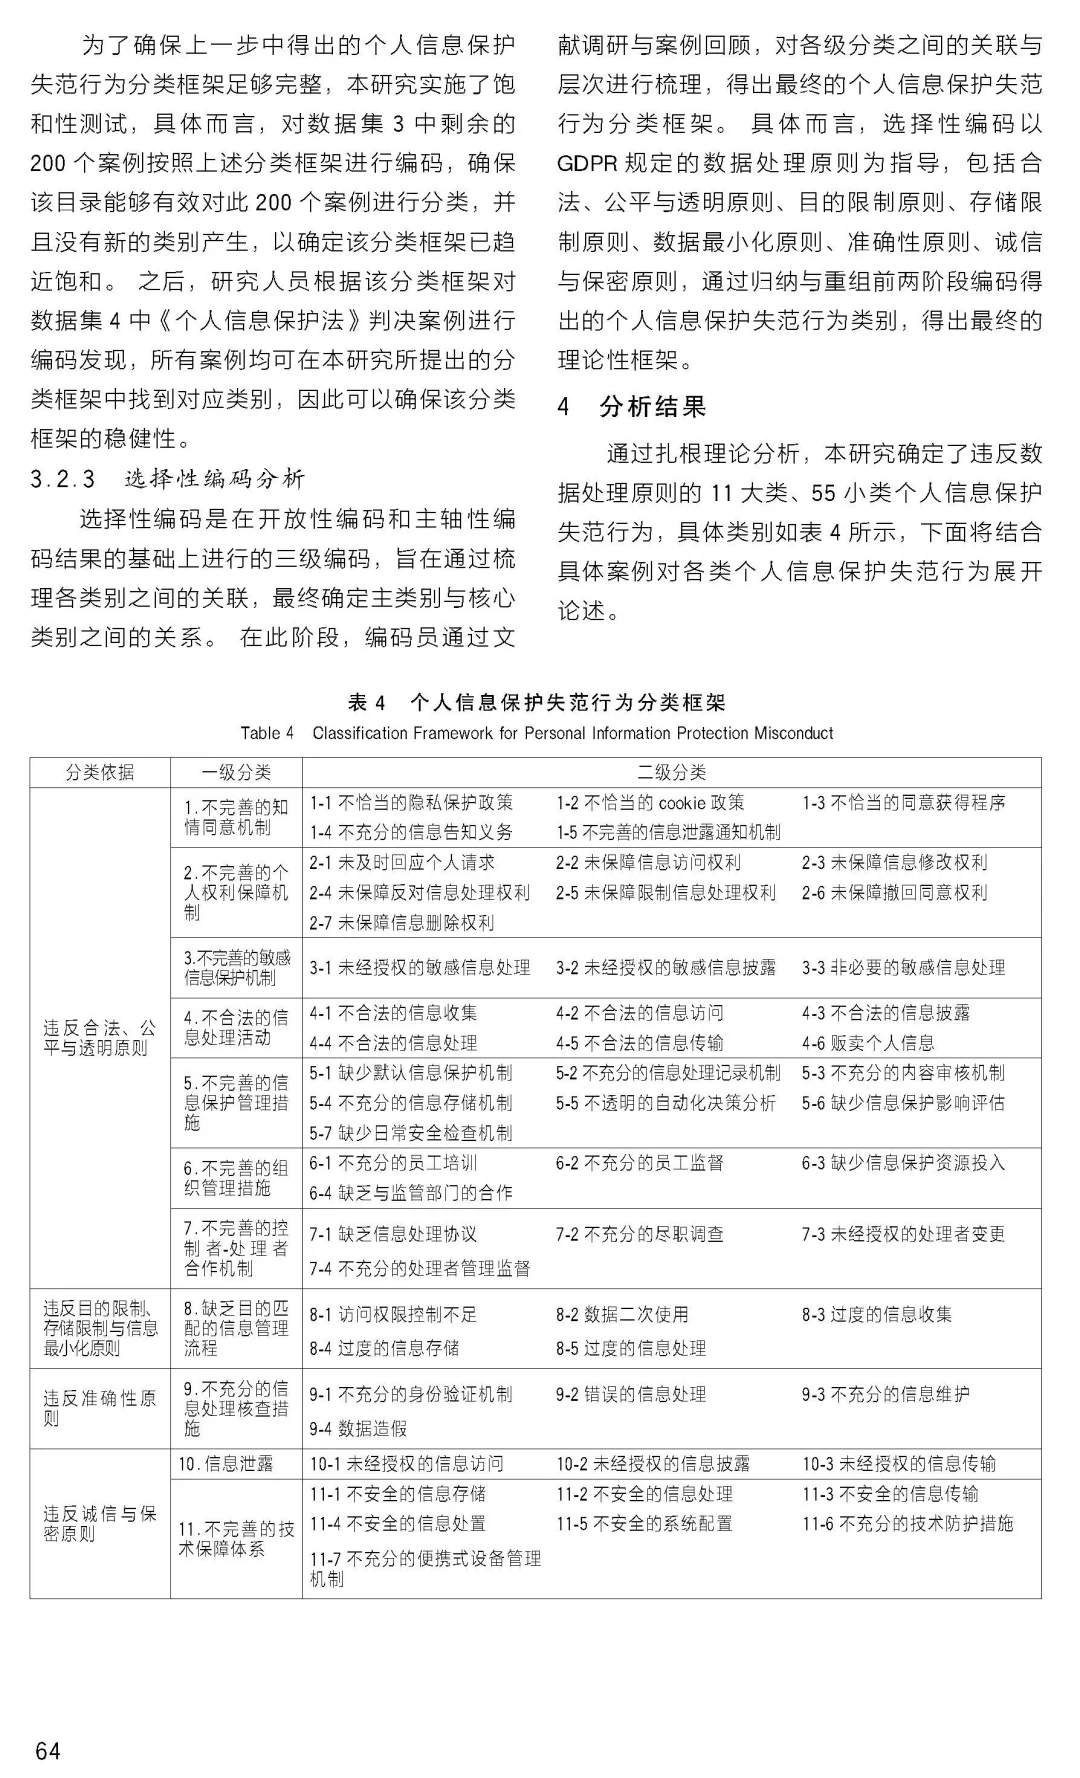 为了确保上一步中得出的个人信息保护
失范行为分类框架足够完整，本研究实施了饱
和性测试，具体而言，对数据集 3 中剩余的
200 个案例按照上述分类框架进行编码，确保
该目录能够有效对此 200 个案例进行分类，并
且没有新的类别产生，以确定该分类框架已趋
近饱和。 之后，研究人员根据该分类框架对
数据集 4 中《个人信息保护法》判决案例进行
编码发现，所有案例均可在本研究所提出的分
类框架中找到对应类别，因此可以确保该分类
框架的稳健性。
3.2.3 选择性编码分析
选择性编码是在开放性编码和主轴性编
码结果的基础上进行的三级编码，旨在通过梳
理各类别之间的关联，最终确定主类别与核心
类别之间的关系。 在此阶段，编码员通过文
献调研与案例回顾，对各级分类之间的关联与
层次进行梳理，得出最终的个人信息保护失范
行为分类框架。 具体而言，选择性编码以
GDPR 规定的数据处理原则为指导，包括合
法、公平与透明原则、目的限制原则、存储限
制原则、数据最小化原则、准确性原则、诚信
与保密原则，通过归纳与重组前两阶段编码得
出的个人信息保护失范行为类别，得出最终的
理论性框架。
4 分析结果
通过扎根理论分析，本研究确定了违反数
据处理原则的 11 大类、55 小类个人信息保护
失范行为，具体类别如表 4 所示，下面将结合
具体案例对各类个人信息保护失范行为展开
论述。
表 4 个人信息保护失范行为分类框架
Table 4 Classification Framework for Personal Information Protection Misconduct
分类依据 一级分类 二级分类
违反合法、公
平与透明原则
1.不完善的知
情同意机制
1-1 不恰当的隐私保护政策 1-2 不恰当的 cookie 政策 1-3 不恰当的同意获得程序
1-4 不充分的信息告知义务 1-5 不完善的信息泄露通知机制
2.不完善的个
人权利保障机
制
2-1 未及时回应个人请求 2-2 未保障信息访问权利 2-3 未保障信息修改权利
2-4 未保障反对信息处理权利 2-5 未保障限制信息处理权利 2-6 未保障撤回同意权利
2-7 未保障信息删除权利
3.不完善的敏感
信息保护机制
3-1 未经授权的敏感信息处理 3-2 未经授权的敏感信息披露 3-3 非必要的敏感信息处理
4.不合法的信
息处理活动
4-1 不合法的信息收集 4-2 不合法的信息访问 4-3 不合法的信息披露
4-4 不合法的信息处理 4-5 不合法的信息传输 4-6 贩卖个人信息
5.不完善的信
息保护管理措
施
5-1 缺少默认信息保护机制 5-2 不充分的信息处理记录机制 5-3 不充分的内容审核机制
5-4 不充分的信息存储机制 5-5 不透明的自动化决策分析 5-6 缺少信息保护影响评估
5-7 缺少日常安全检查机制
6.不完善的组
织管理措施
6-1 不充分的员工培训 6-2 不充分的员工监督 6-3 缺少信息保护资源投入
6-4 缺乏与监管部门的合作
7.不完善的控
制者-处理者
合作机制
7-1 缺乏信息处理协议 7-2 不充分的尽职调查 7-3 未经授权的处理者变更
7-4 不充分的处理者管理监督
违反目的限制、
存储限制与信息
最小化原则
8.缺乏目的匹
配的信息管理
流程
8-1 访问权限控制不足 8-2 数据二次使用 8-3 过度的信息收集
8-4 过度的信息存储 8-5 过度的信息处理
违反准确性原
则
9.不充分的信
息处理核查措
施
9-1 不充分的身份验证机制 9-2 错误的信息处理 9-3 不充分的信息维护
9-4 数据造假
违反诚信与保
密原则
10.信息泄露
10-1 未经授权的信息访问 10-2 未经授权的信息披露 10-3 未经授权的信息传输
11.不完善的技
术保障体系
11-1 不安全的信息存储 11-2 不安全的信息处理 11-3 不安全的信息传输
11-4 不安全的信息处置 11-5 不安全的系统配置 11-6 不充分的技术防护措施
11-7 不充分的便携式设备管理
机制
64